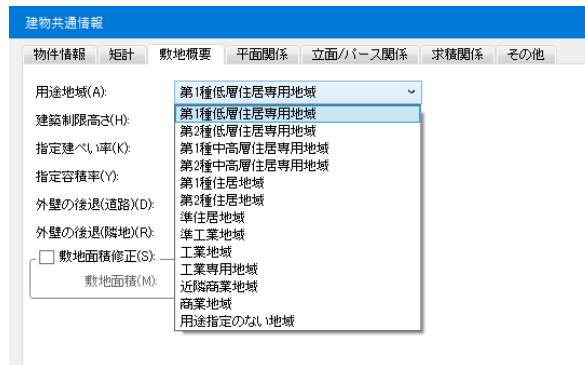 建物共通情報
物件情報 矩計 敷地概要 平面関係 立面/パース関係 求積関係 その他
用途地域(A): 第1種低層住居専用地域
建築制限高さ(H):
指定建ぺい率(K):
指定容積率(Y):
外壁の後退(道路)(D):
外壁の後退(隣地)(R):
敷地面積修正(S):
敷地面積(M):
第1種低層住居専用地域
第2種低層住居専用地域
第1種中高層住居専用地域
第2種中高層住居専用地域
第1種住居地域
第2種住居地域
準住居地域
準工業地域
工業地域
工業専用地域
近隣商業地域
商業地域
用途指定のない地域